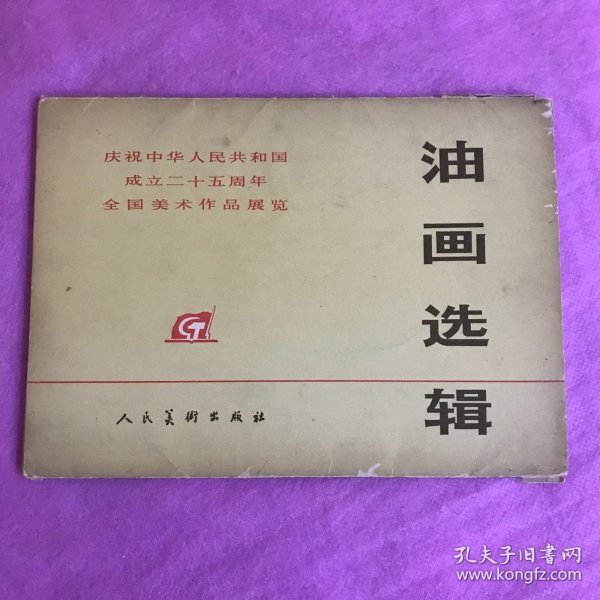 庆祝中华人民共和国
成立二十五周年
全国美术作品展览
油画选辑
人民美術出版社
孔夫子旧书网
www.kongfz.com